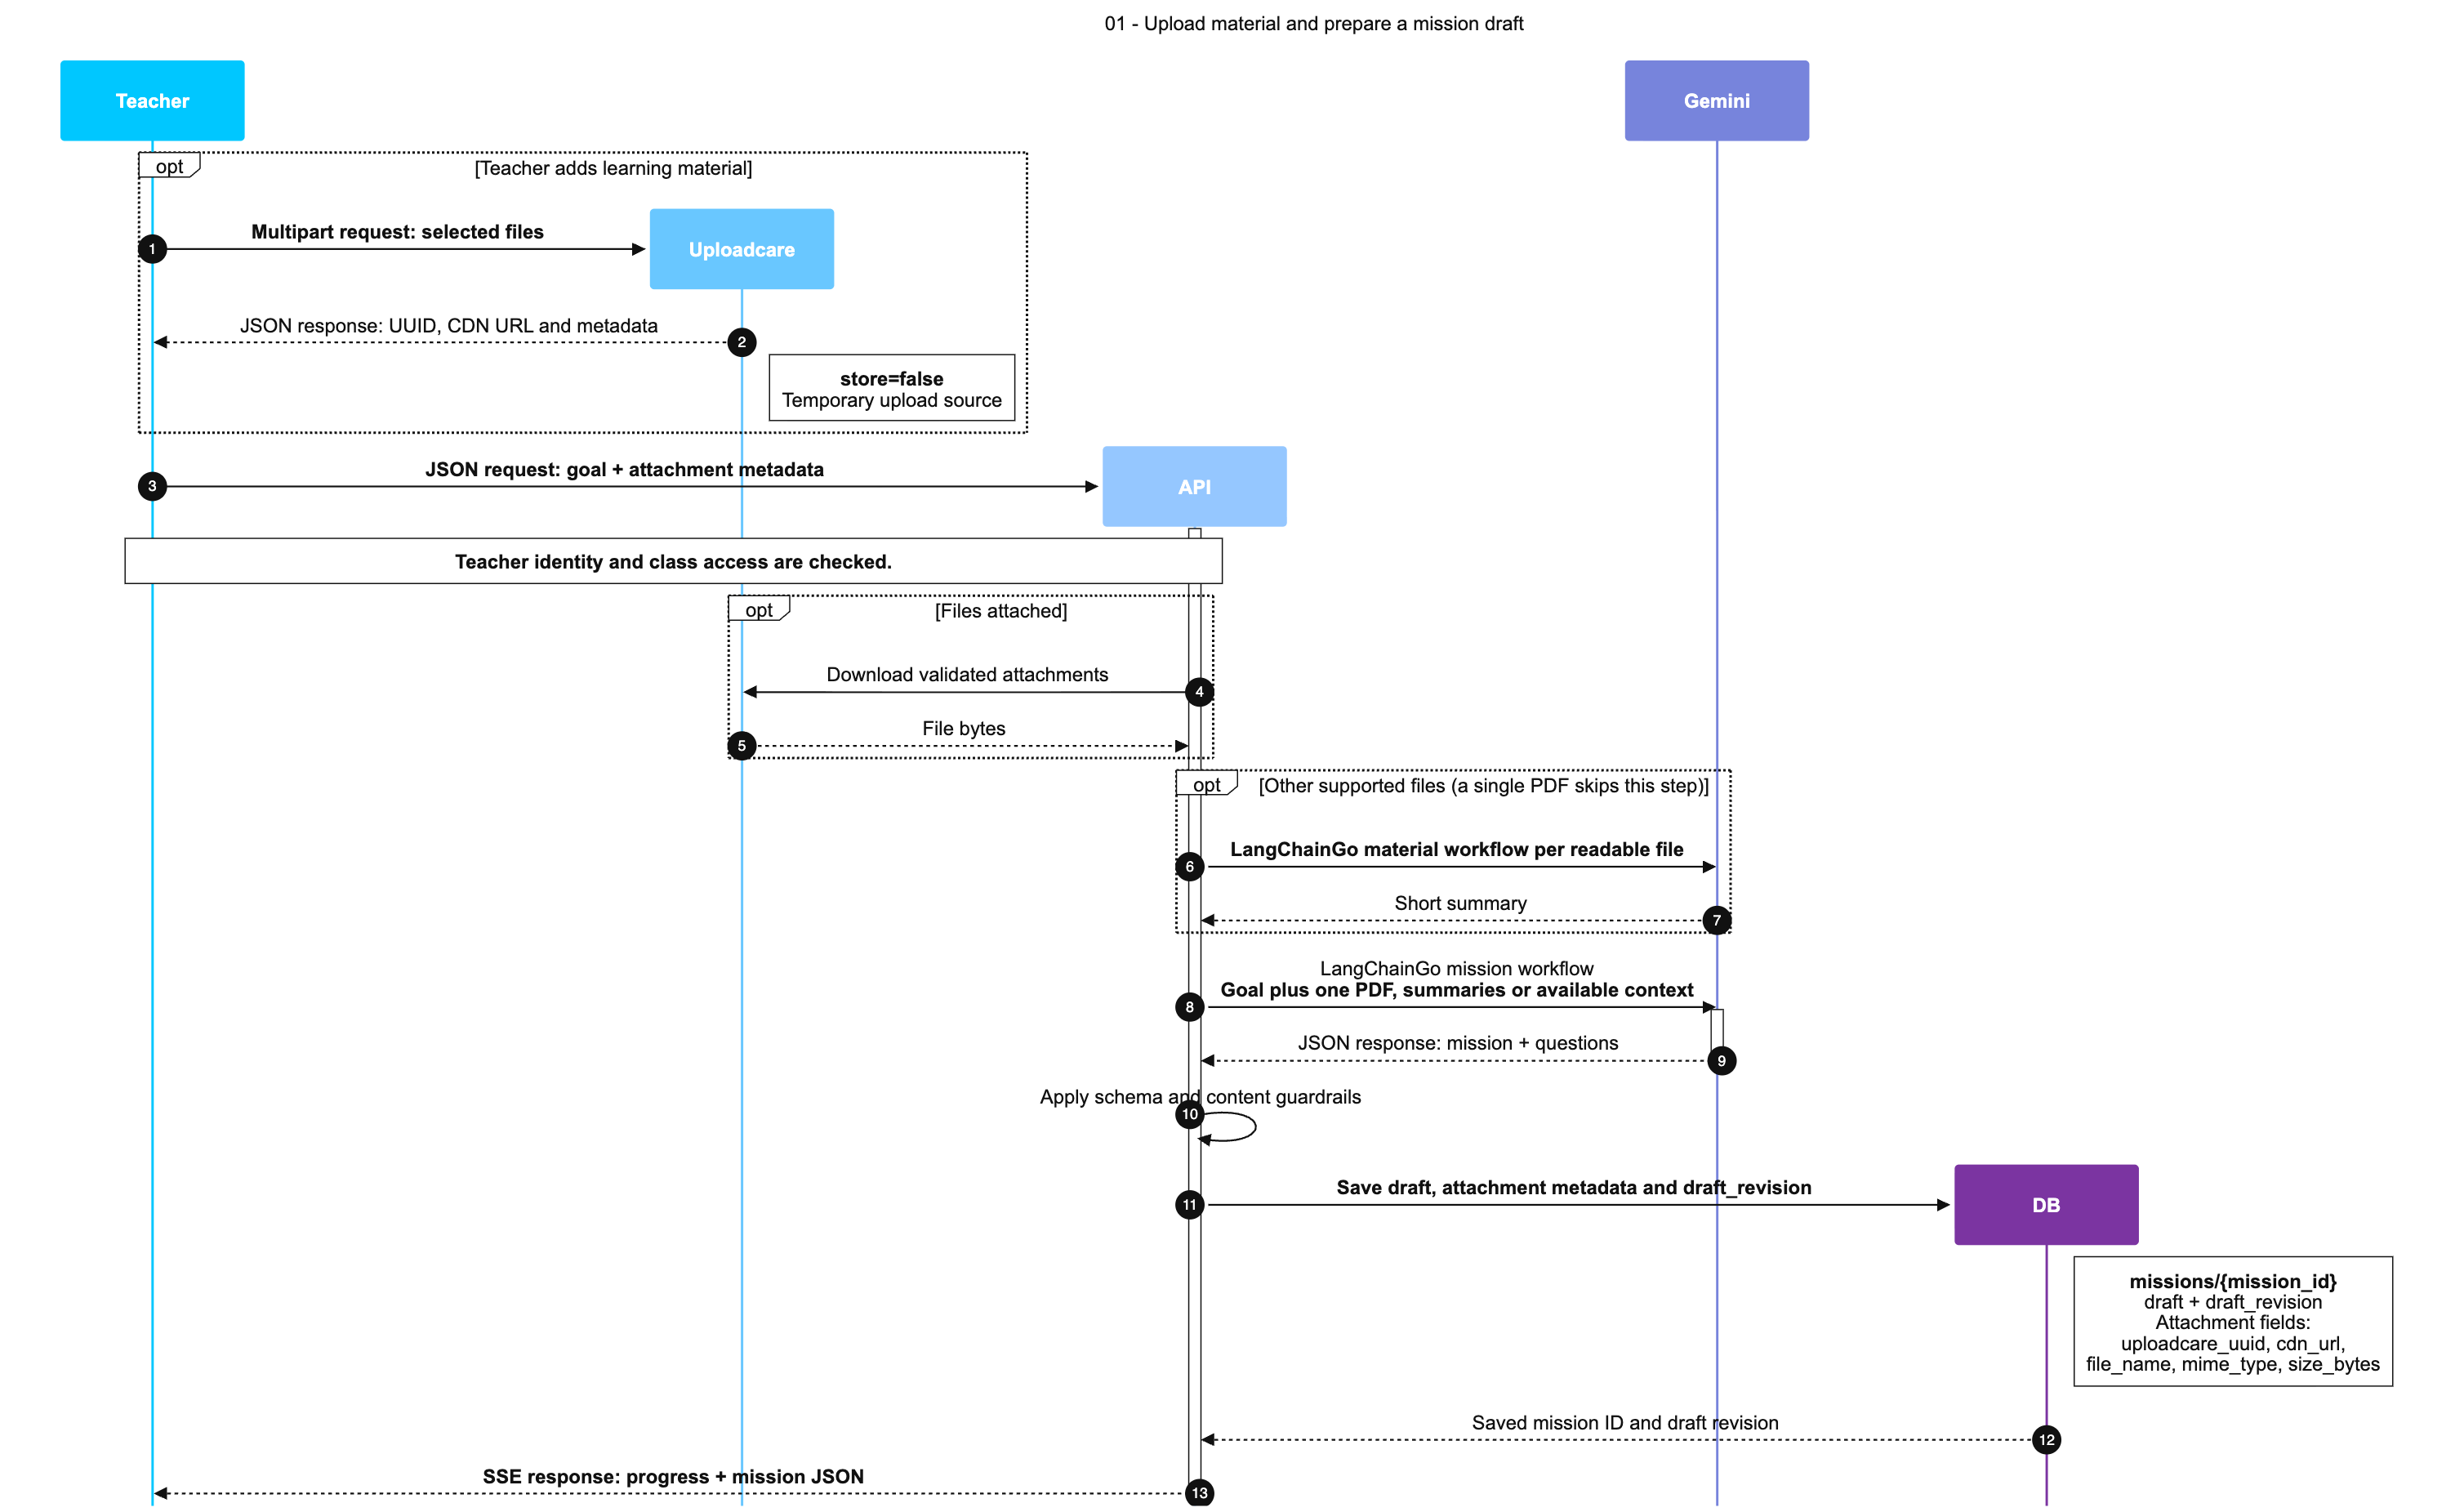 01 - Upload material and prepare a mission draft
Teacher
Gemini
opt
[Teacher adds learning material]
Multipart request: selected files
1
Uploadcare
JSON response: UUID, CDN URL and metadata
2
store=false
Temporary upload source
JSON request: goal + attachment metadata
3
API
Teacher identity and class access are checked.
opt
[Files attached]
Download validated attachments
4
File bytes
5
opt
[Other supported files (a single PDF skips this step)]
LangChainGo material workflow per readable file
6
Short summary
7
LangChainGo mission workflow
Goal plus one PDF, summaries or available context
8
JSON response: mission + questions
9
Apply schema and content guardrails
10
Save draft, attachment metadata and draft_revision
11
DB
missions/{mission_id}
draft + draft_revision
Attachment fields:
uploadcare_uuid, cdn_url,
file_name, mime_type, size_bytes
Saved mission ID and draft revision
12
SSE response: progress + mission JSON
13